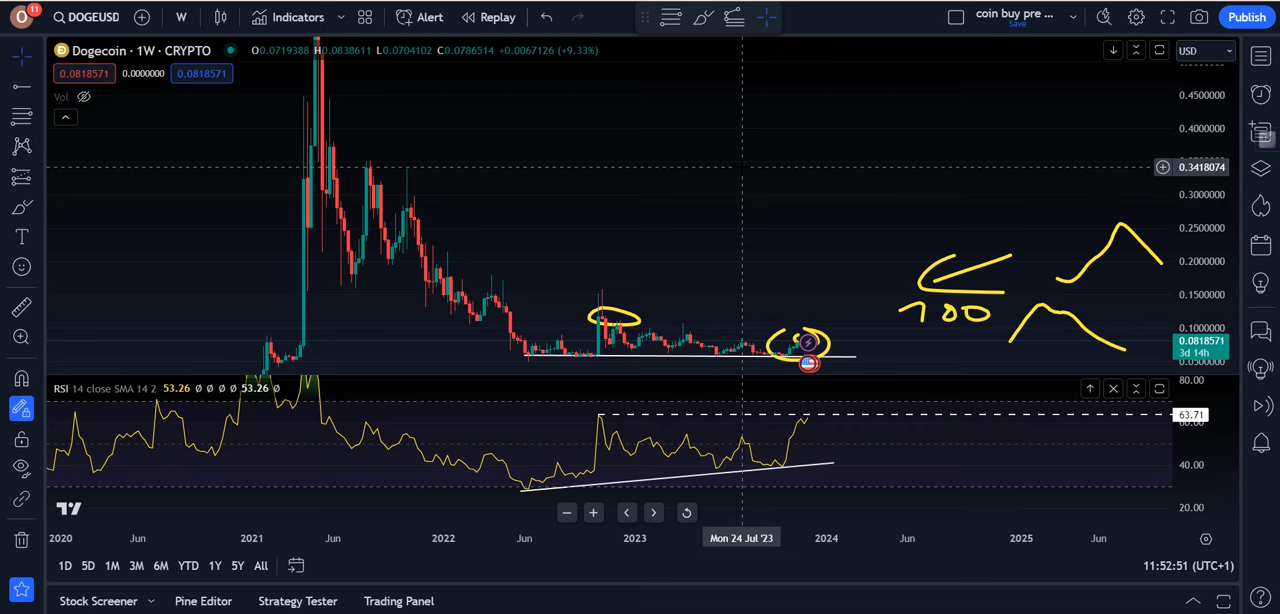 O 11 DOGEUSD W Indicators Alert Replay coin buy pre ... Save Publish
Dogecoin · 1W · CRYPTO O0.0719388 H0.0838611 L0.0704102 C0.0786514 +0.0067126 (+9.33%) USD
0.0818571 0.0000000 0.0818571
Vol
0.4500000
0.4000000
0.3418074
0.3000000
0.2500000
0.2000000
0.1500000
100
0.1000000
0.0818571
3d 14h
0.0500000
RSI 14 close SMA 14 2 53.26 Ø Ø Ø Ø 53.26 Ø
80.00
63.71
60.00
40.00
20.00
2020 Jun 2021 Jun 2022 Jun 2023 Mon 24 Jul '23 2024 Jun 2025 Jun
1D 5D 1M 3M 6M YTD 1Y 5Y All 11:52:51 (UTC+1)
Stock Screener Pine Editor Strategy Tester Trading Panel